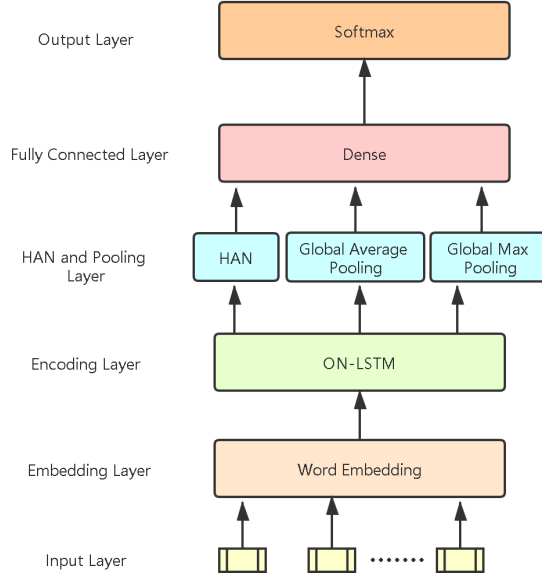 Output Layer
Softmax
Fully Connected Layer
Dense
HAN and Pooling
Layer
HAN
Global Average
Pooling
Global Max
Pooling
Encoding Layer
ON-LSTM
Embedding Layer
Word Embedding
Input Layer